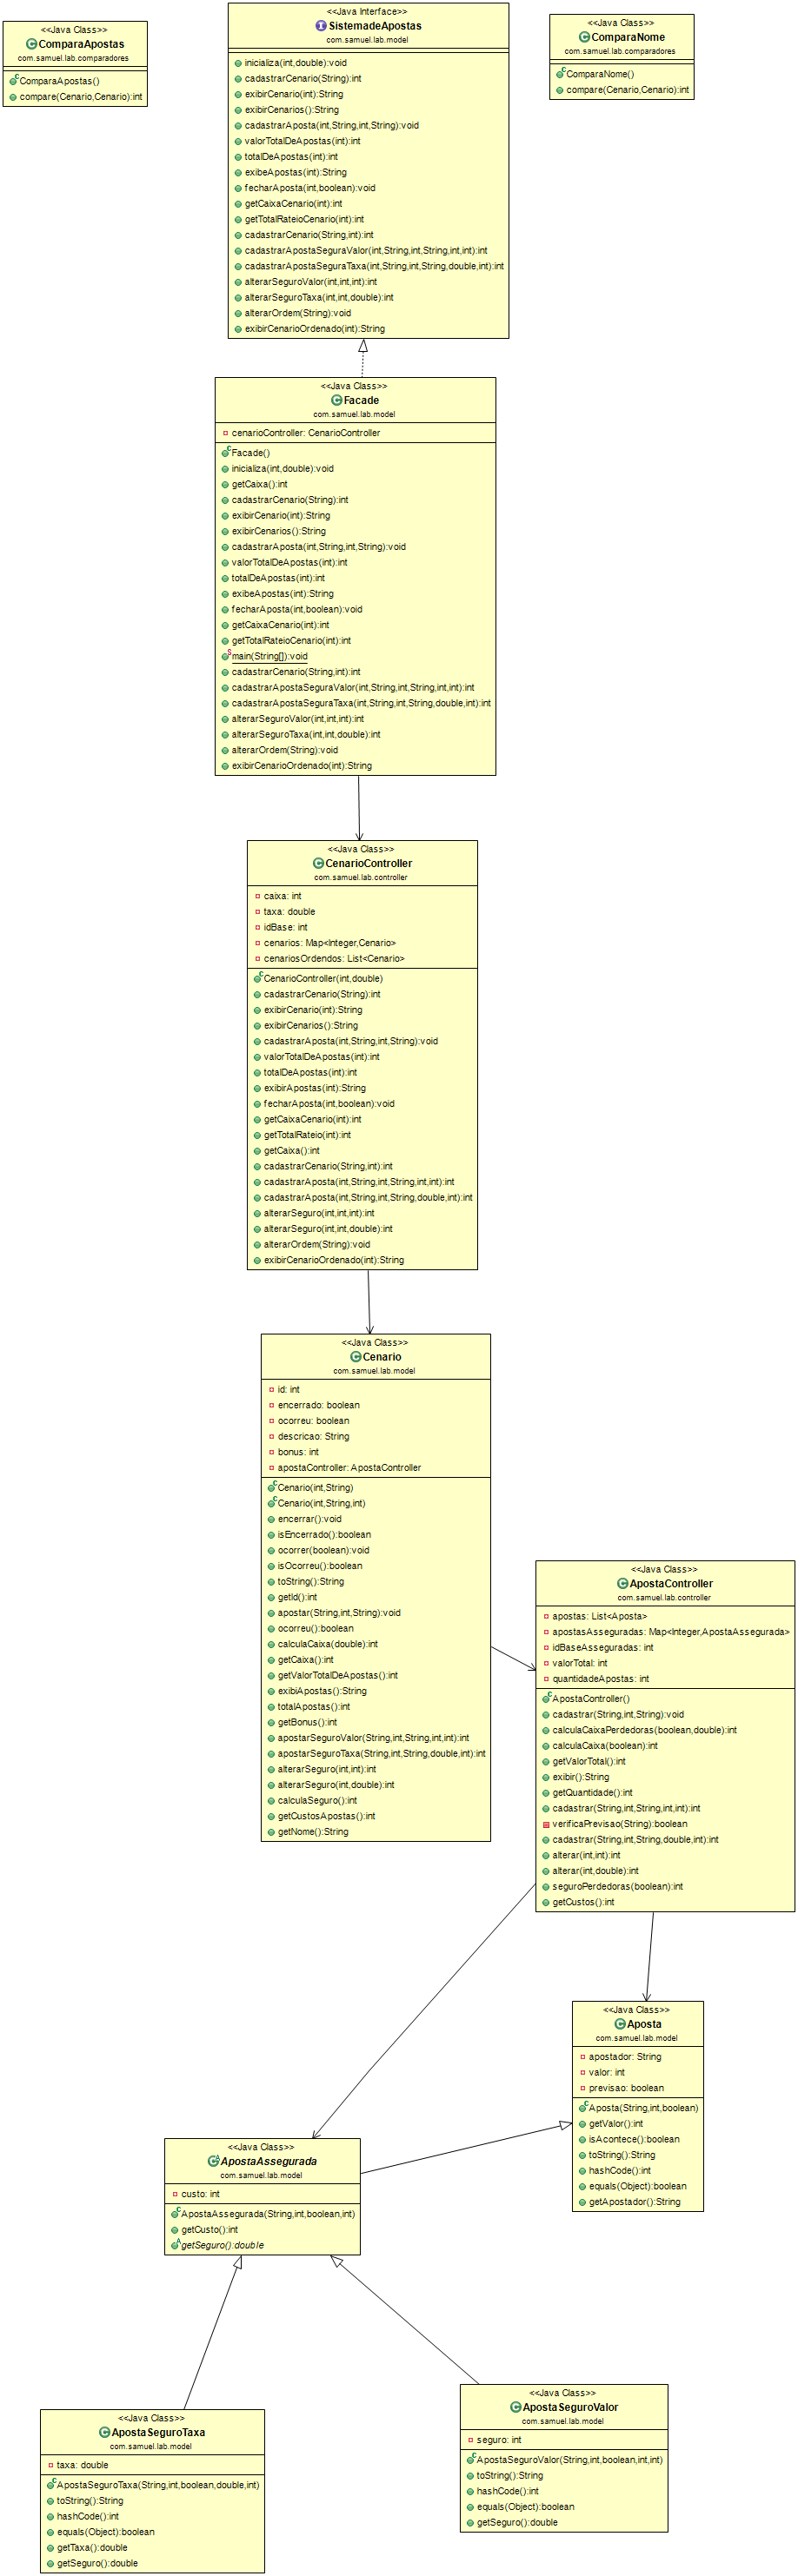 <<Java Class>>
ComparaApostas
com.samuel.lab.comparadores
ComparaApostas()
compare(Cenario,Cenario):int
<<Java Interface>>
SistemadeApostas
com.samuel.lab.model
inicializa(int,double):void
cadastrarCenario(String):int
exibirCenario(int):String
exibirCenarios():String
cadastrarAposta(int,String,int,String):void
valorTotalDeApostas(int):int
totalDeApostas(int):int
exibeApostas(int):String
fecharAposta(int,boolean):void
getCaixaCenario(int):int
getTotalRateioCenario(int):int
cadastrarCenario(String,int):int
cadastrarApostaSeguraValor(int,String,int,String,int,int):int
cadastrarApostaSeguraTaxa(int,String,int,String,double,int):int
alterarSeguroValor(int,int,int):int
alterarSeguroTaxa(int,int,double):int
alterarOrdem(String):void
exibirCenarioOrdenado(int):String
<<Java Class>>
ComparaNome
com.samuel.lab.comparadores
ComparaNome()
compare(Cenario,Cenario):int
<<Java Class>>
Facade
com.samuel.lab.model
cenarioController: CenarioController
Facade()
inicializa(int,double):void
getCaixa():int
cadastrarCenario(String):int
exibirCenario(int):String
exibirCenarios():String
cadastrarAposta(int,String,int,String):void
valorTotalDeApostas(int):int
totalDeApostas(int):int
exibeApostas(int):String
fecharAposta(int,boolean):void
getCaixaCenario(int):int
getTotalRateioCenario(int):int
main(String[]):void
cadastrarCenario(String,int):int
cadastrarApostaSeguraValor(int,String,int,String,int,int):int
cadastrarApostaSeguraTaxa(int,String,int,String,double,int):int
alterarSeguroValor(int,int,int):int
alterarSeguroTaxa(int,int,double):int
alterarOrdem(String):void
exibirCenarioOrdenado(int):String
<<Java Class>>
CenarioController
com.samuel.lab.controller
caixa: int
taxa: double
idBase: int
cenarios: Map<Integer,Cenario>
cenariosOrdendos: List<Cenario>
CenarioController(int,double)
cadastrarCenario(String):int
exibirCenario(int):String
exibirCenarios():String
cadastrarAposta(int,String,int,String):void
valorTotalDeApostas(int):int
totalDeApostas(int):int
exibirApostas(int):String
fecharAposta(int,boolean):void
getCaixaCenario(int):int
getTotalRateio(int):int
getCaixa():int
cadastrarCenario(String,int):int
cadastrarAposta(int,String,int,String,int,int):int
cadastrarAposta(int,String,int,String,double,int):int
alterarSeguro(int,int,int):int
alterarSeguro(int,int,double):int
alterarOrdem(String):void
exibirCenarioOrdenado(int):String
<<Java Class>>
Cenario
com.samuel.lab.model
id: int
encerrado: boolean
ocorreu: boolean
descricao: String
bonus: int
apostaController: ApostaController
Cenario(int,String)
Cenario(int,String,int)
encerrar():void
isEncerrado():boolean
ocorrer(boolean):void
isOcorreu():boolean
toString():String
getId():int
apostar(String,int,String):void
ocorreu():boolean
calculaCaixa(double):int
getCaixa():int
getValorTotalDeApostas():int
exibiApostas():String
totalApostas():int
getBonus():int
apostarSeguroValor(String,int,String,int,int):int
apostarSeguroTaxa(String,int,String,double,int):int
alterarSeguro(int,int):int
alterarSeguro(int,double):int
calculaSeguro():int
getCustosApostas():int
getNome():String
<<Java Class>>
ApostaController
com.samuel.lab.controller
apostas: List<Aposta>
apostasAsseguradas: Map<Integer,ApostaAssegurada>
idBaseAsseguradas: int
valorTotal: int
quantidadeApostas: int
ApostaController()
cadastrar(String,int,String):void
calculaCaixaPerdedoras(boolean,double):int
calculaCaixa(boolean):int
getValorTotal():int
exibir():String
getQuantidade():int
cadastrar(String,int,String,int,int):int
verificaPrevisao(String):boolean
cadastrar(String,int,String,double,int):int
alterar(int,int):int
alterar(int,double):int
seguroPerdedoras(boolean):int
getCustos():int
<<Java Class>>
Aposta
com.samuel.lab.model
apostador: String
valor: int
previsao: boolean
Aposta(String,int,boolean)
getValor():int
isAcontece():boolean
toString():String
hashCode():int
equals(Object):boolean
getApostador():String
<<Java Class>>
ApostaAssegurada
com.samuel.lab.model
custo: int
ApostaAssegurada(String,int,boolean,int)
getCusto():int
getSeguro():double
<<Java Class>>
ApostaSeguroTaxa
com.samuel.lab.model
taxa: double
ApostaSeguroTaxa(String,int,boolean,double,int)
toString():String
hashCode():int
equals(Object):boolean
getTaxa():double
getSeguro():double
<<Java Class>>
ApostaSeguroValor
com.samuel.lab.model
seguro: int
ApostaSeguroValor(String,int,boolean,int,int)
toString():String
hashCode():int
equals(Object):boolean
getSeguro():double